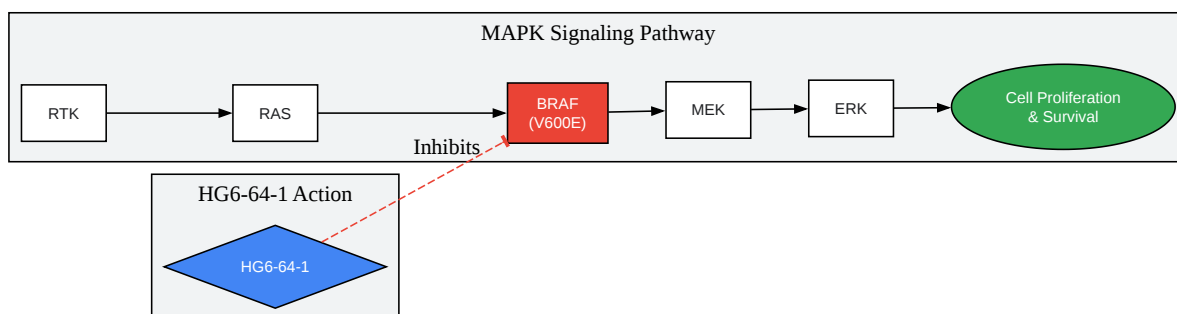 MAPK Signaling Pathway
RTK
RAS
BRAF
(V600E)
MEK
ERK
Cell Proliferation
& Survival
Inhibits
HG6-64-1 Action
HG6-64-1